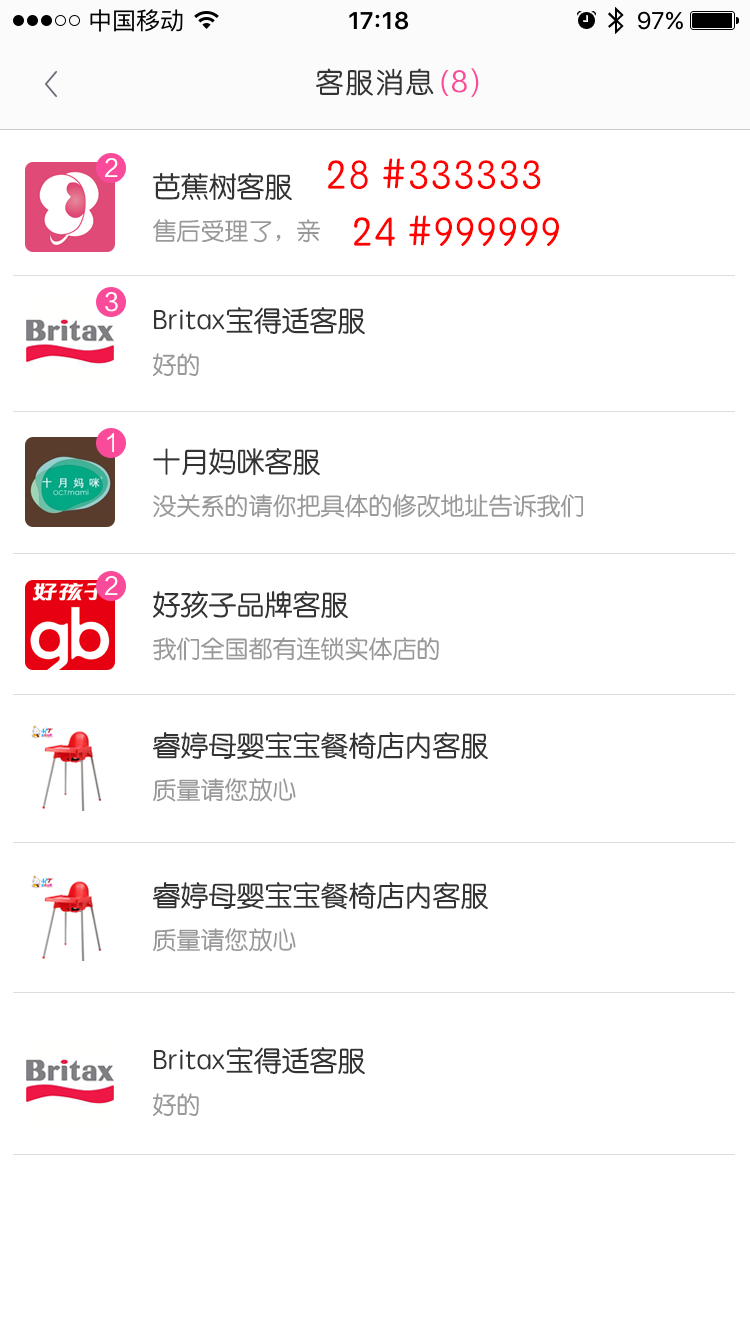 中国移动 17:18 97%
客服消息(8)
2
芭蕉树客服 28 #333333
售后受理了，亲 24 #999999
3
Britax
Britax宝得适客服
好的
1
十月妈咪
OCTmami
十月妈咪客服
没关系的请你把具体的修改地址告诉我们
好孩子
2
gb
好孩子品牌客服
我们全国都有连锁实体店的
睿婷母婴宝宝餐椅店内客服
质量请您放心
睿婷母婴宝宝餐椅店内客服
质量请您放心
Britax
Britax宝得适客服
好的